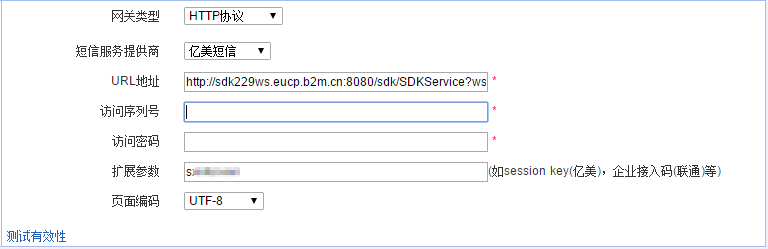 网关类型 HTTP协议
短信服务提供商 亿美短信
URL地址 http://sdk229ws.eucp.b2m.cn:8080/sdk/SDKService?ws *
访问序列号 *
访问密码 *
扩展参数 (如session key(亿美)，企业接入码(联通)等)
页面编码 UTF-8
测试有效性